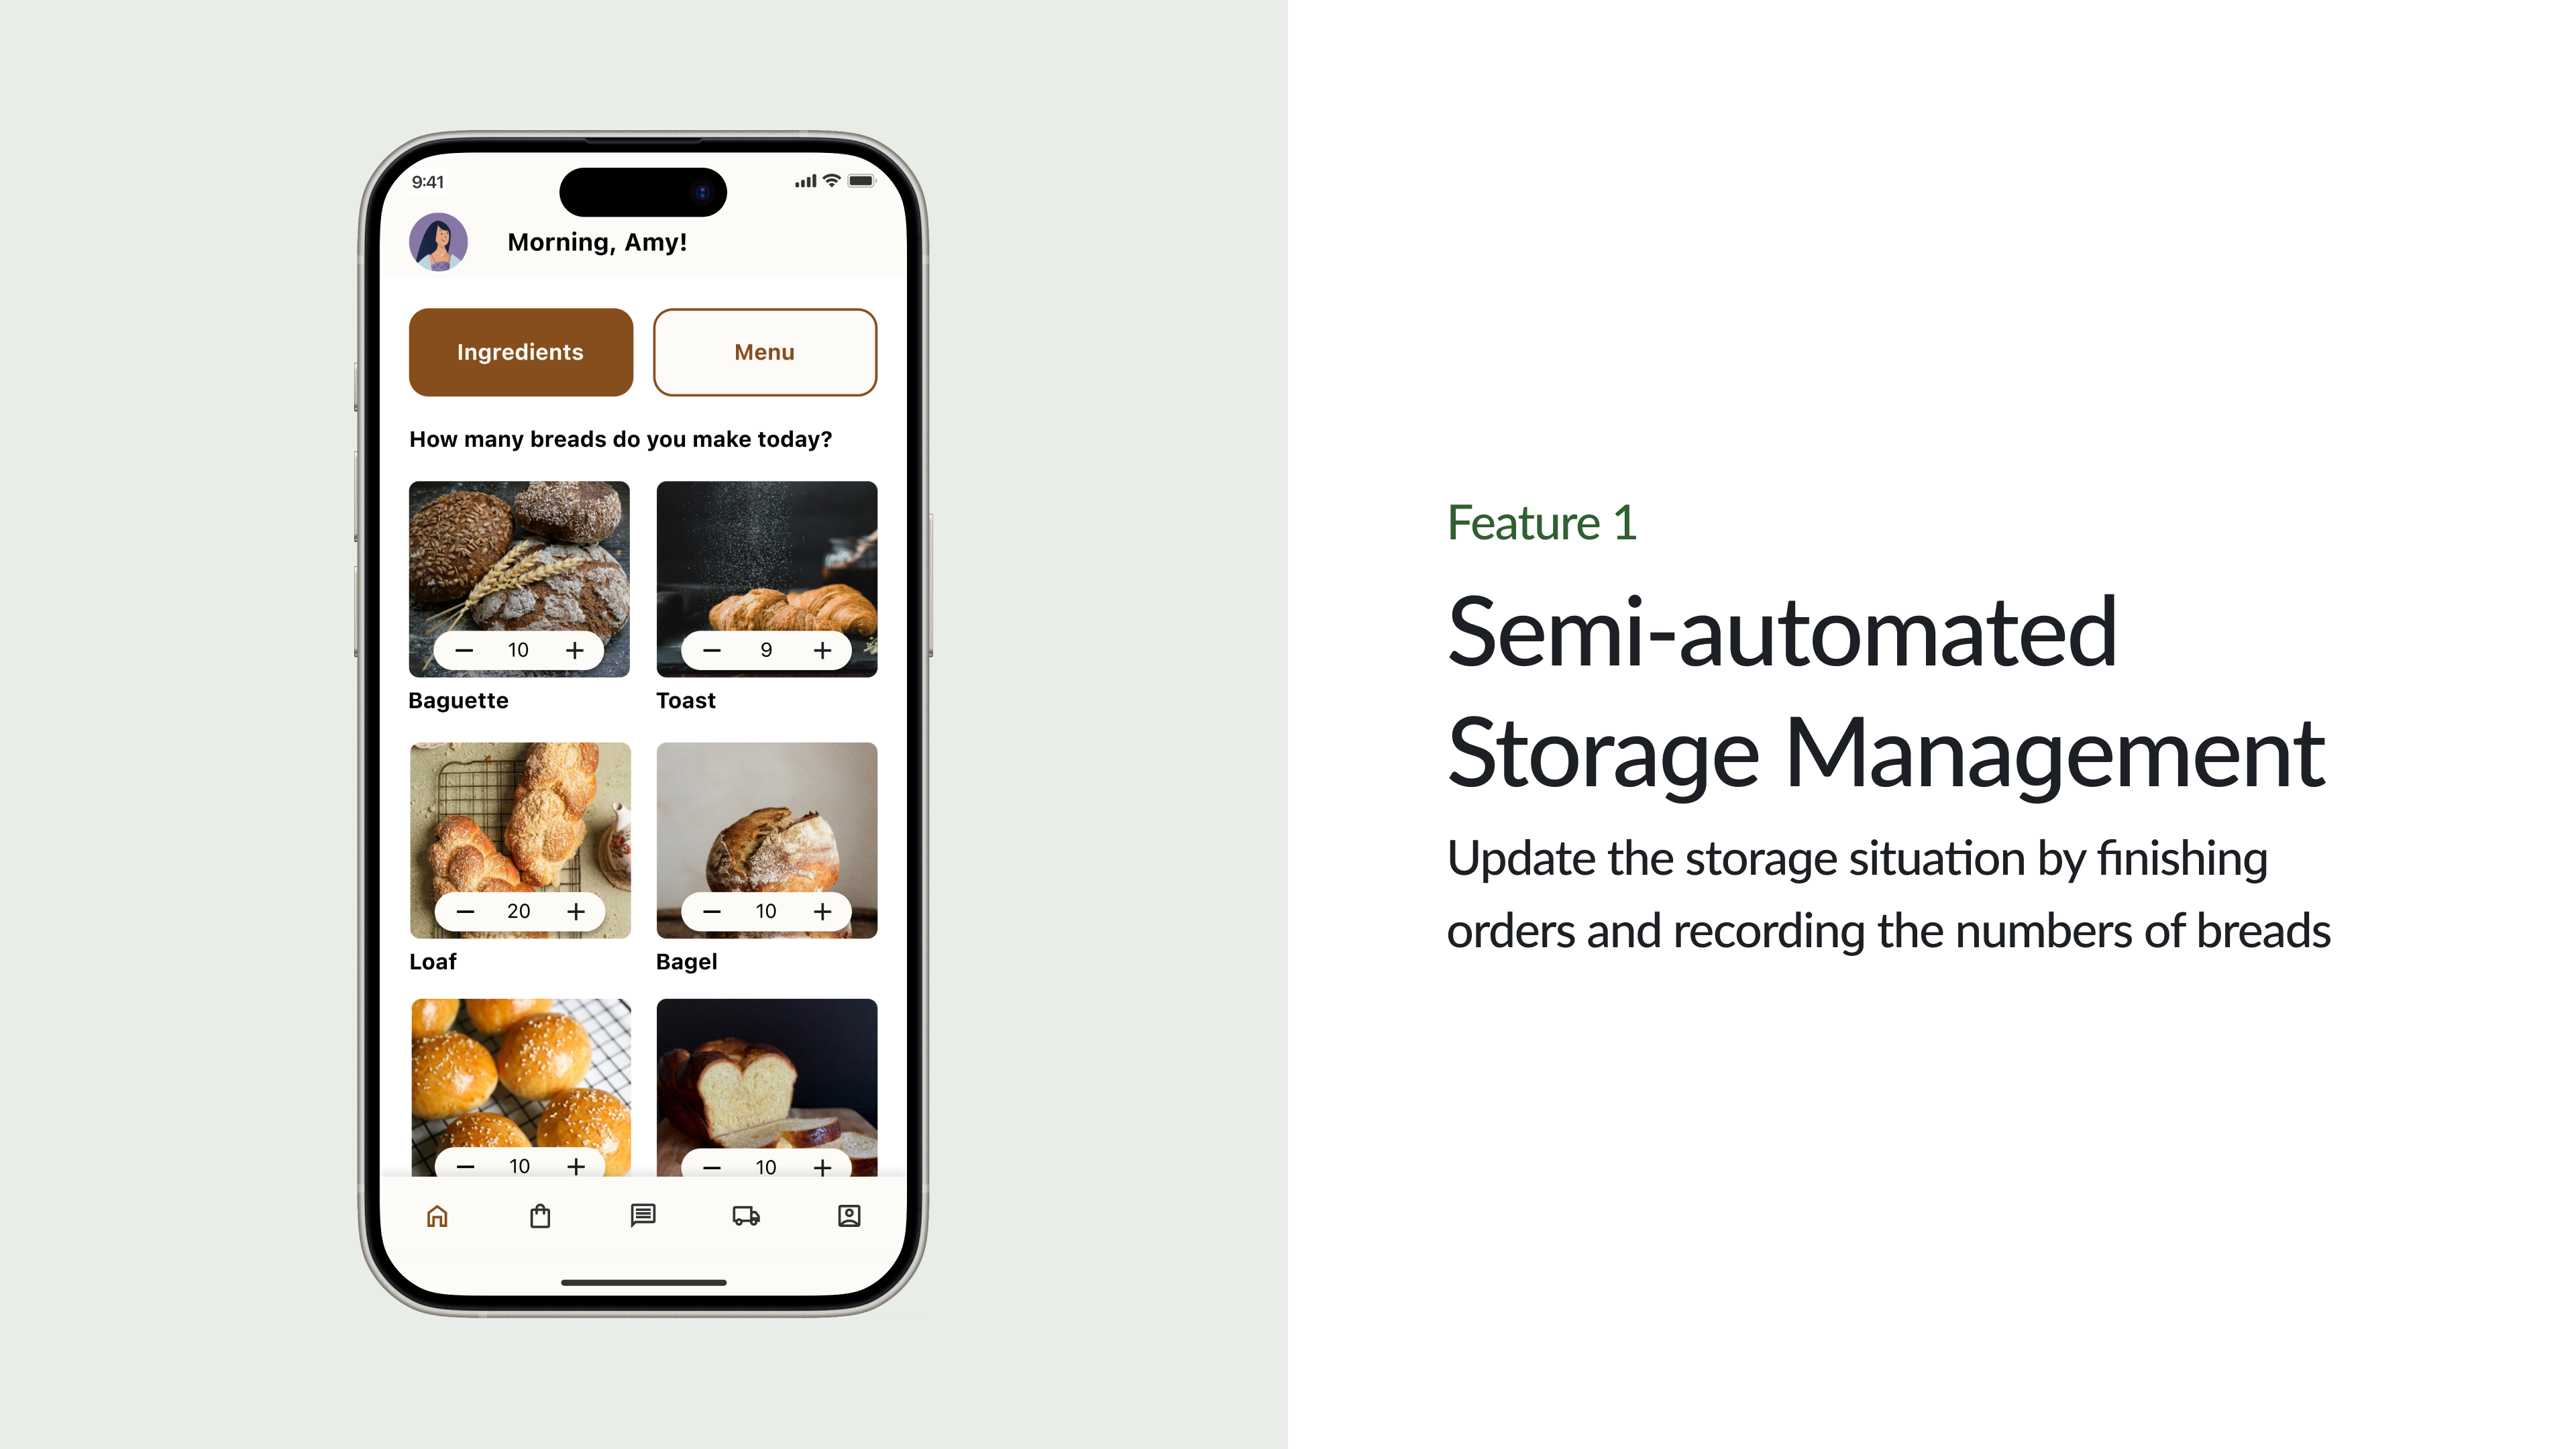 9:41
Morning, Amy!
Ingredients
Menu
How many breads do you make today?
10
9
Baguette
Toast
20
10
Loaf
Bagel
10
10
Feature 1
Semi-automated
Storage Management
Update the storage situation by finishing
orders and recording the numbers of breads